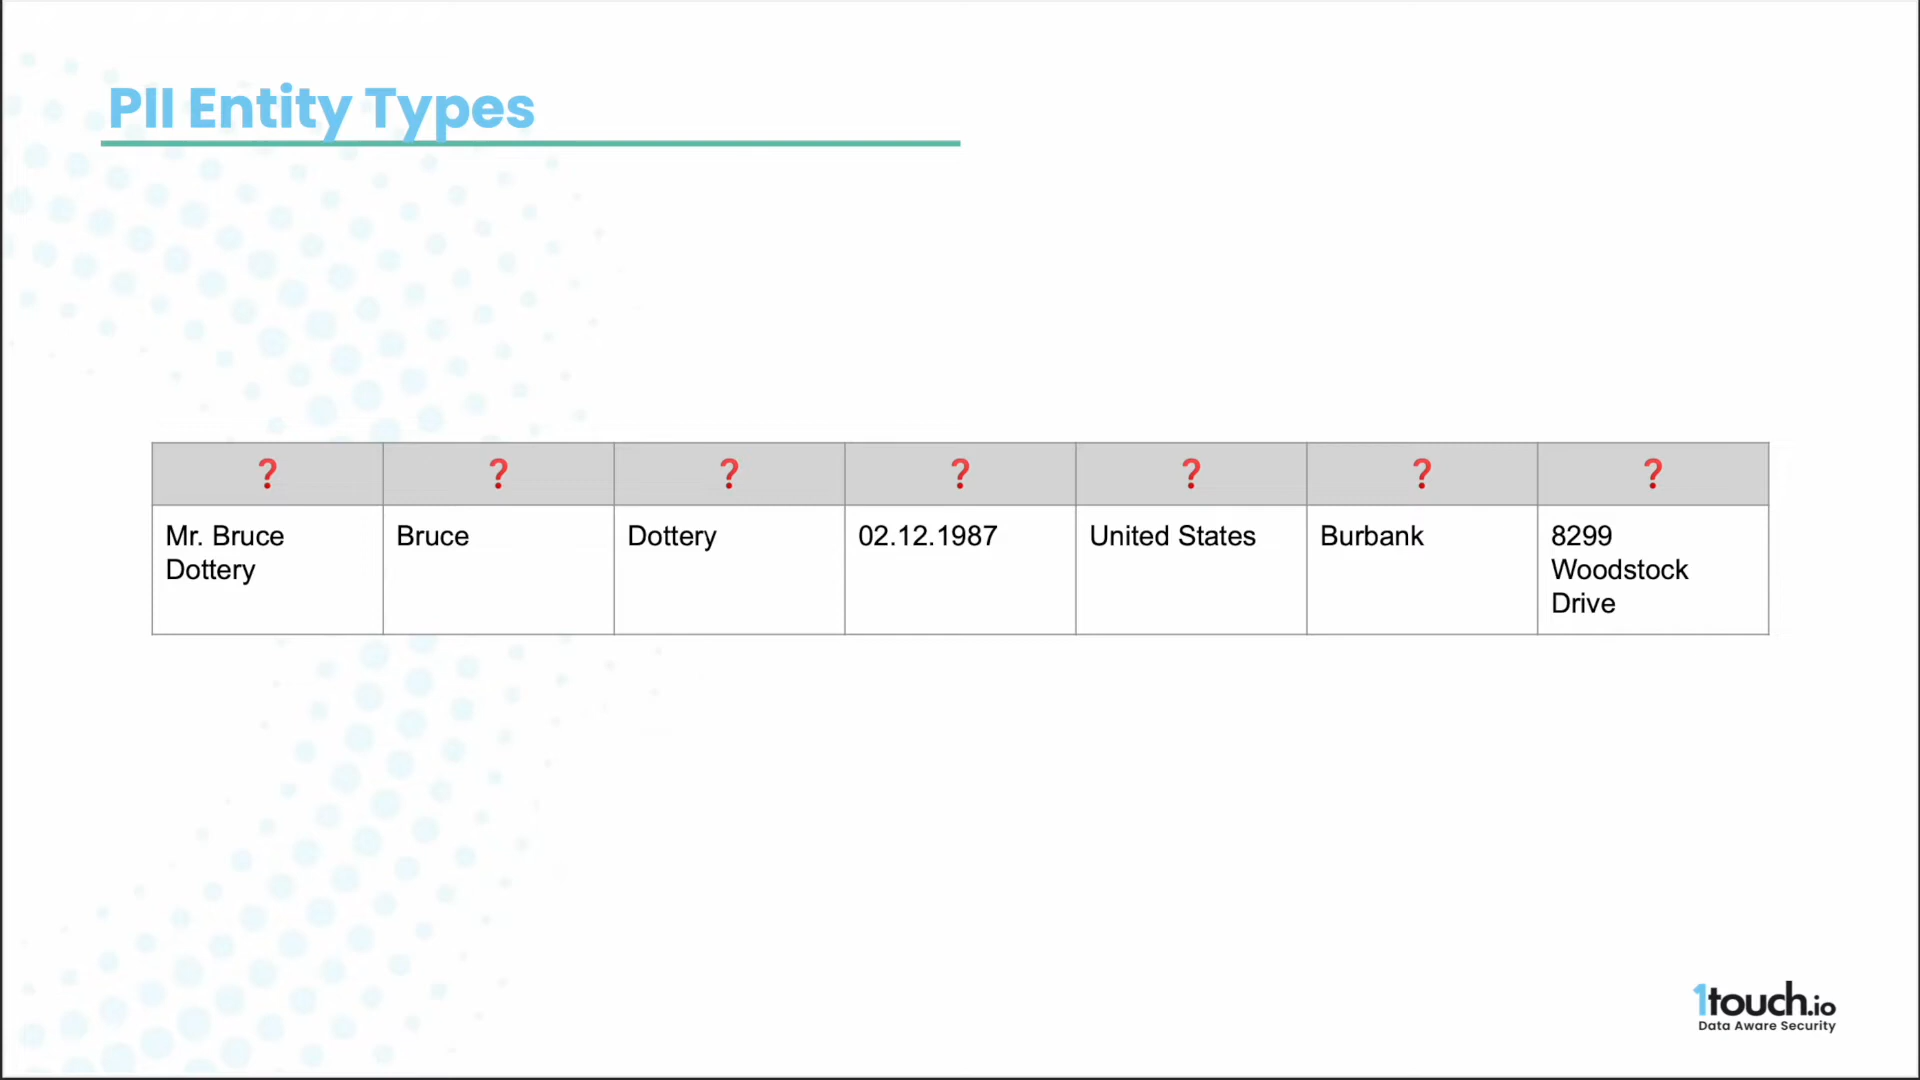 PII Entity Types
❓ ❓ ❓ ❓ ❓ ❓ ❓
Mr. Bruce
Dottery
Bruce
Dottery
02.12.1987
United States
Burbank
8299
Woodstock
Drive
1touch.io
Data Aware Security